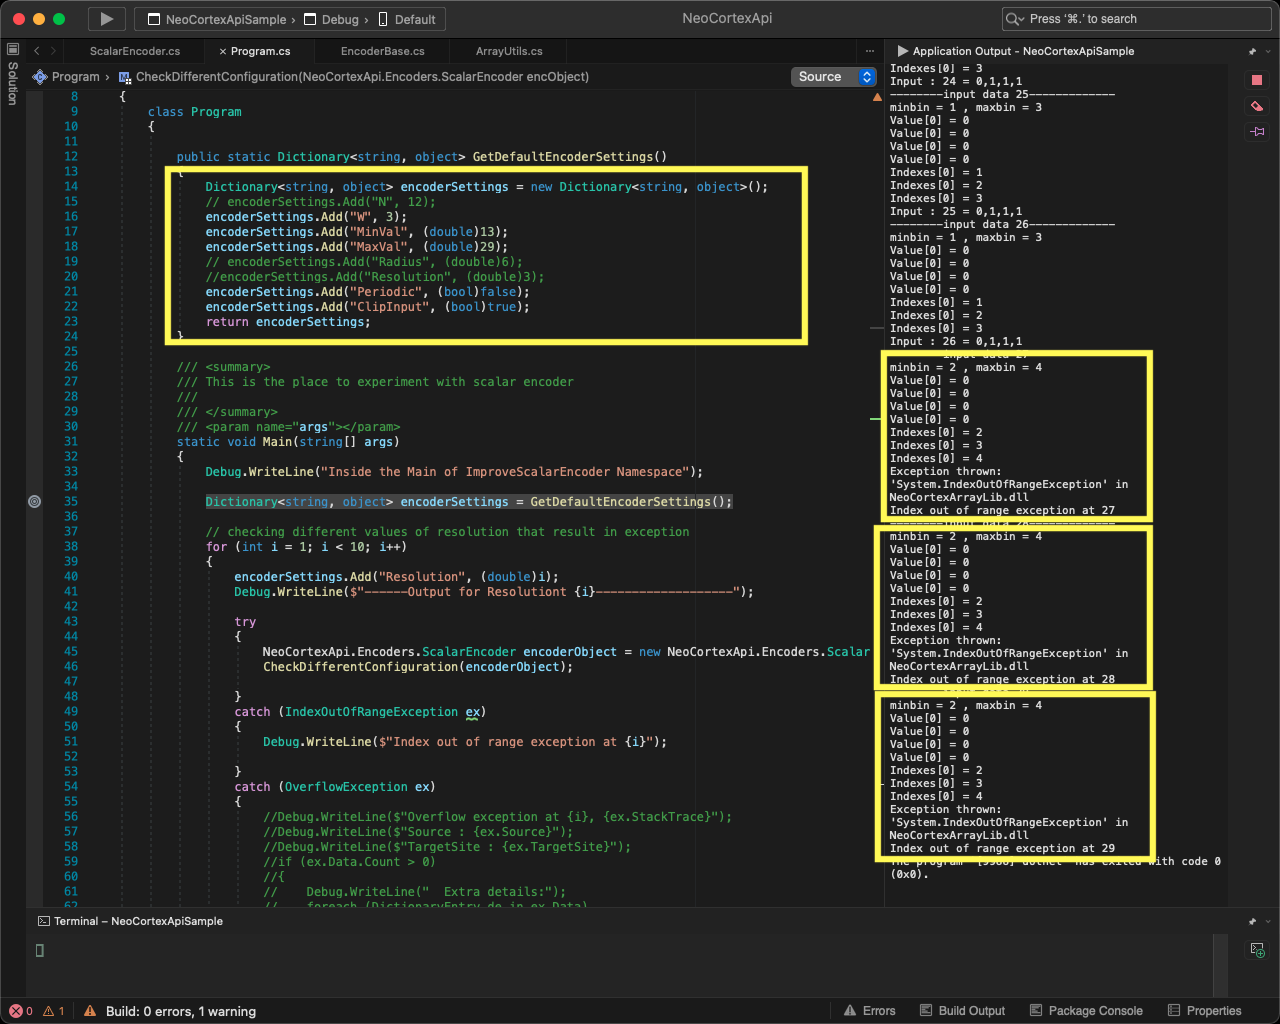 NeoCortexApiSample › Debug › Default
NeoCortexApi
Press '⌘.' to search
Solution
ScalarEncoder.cs
× Program.cs
EncoderBase.cs
ArrayUtils.cs
Program › CheckDifferentConfiguration(NeoCortexApi.Encoders.ScalarEncoder encObject)
Source
8 {
9 class Program
10 {
11
12 public static Dictionary<string, object> GetDefaultEncoderSettings()
13 {
14 Dictionary<string, object> encoderSettings = new Dictionary<string, object>();
15 // encoderSettings.Add("N", 12);
16 encoderSettings.Add("W", 3);
17 encoderSettings.Add("MinVal", (double)13);
18 encoderSettings.Add("MaxVal", (double)29);
19 // encoderSettings.Add("Radius", (double)6);
20 //encoderSettings.Add("Resolution", (double)3);
21 encoderSettings.Add("Periodic", (bool)false);
22 encoderSettings.Add("ClipInput", (bool)true);
23 return encoderSettings;
24 }
25
26 /// <summary>
27 /// This is the place to experiment with scalar encoder
28 ///
29 /// </summary>
30 /// <param name="args"></param>
31 static void Main(string[] args)
32 {
33 Debug.WriteLine("Inside the Main of ImproveScalarEncoder Namespace");
34
35 Dictionary<string, object> encoderSettings = GetDefaultEncoderSettings();
36
37 // checking different values of resolution that result in exception
38 for (int i = 1; i < 10; i++)
39 {
40 encoderSettings.Add("Resolution", (double)i);
41 Debug.WriteLine($"------Output for Resolutiont {i}-------------------");
42
43 try
44 {
45 NeoCortexApi.Encoders.ScalarEncoder encoderObject = new NeoCortexApi.Encoders.Scalar
46 CheckDifferentConfiguration(encoderObject);
47
48 }
49 catch (IndexOutOfRangeException ex)
50 {
51 Debug.WriteLine($"Index out of range exception at {i}");
52
53 }
54 catch (OverflowException ex)
55 {
56 //Debug.WriteLine($"Overflow exception at {i}, {ex.StackTrace}");
57 //Debug.WriteLine($"Source : {ex.Source}");
58 //Debug.WriteLine($"TargetSite : {ex.TargetSite}");
59 //if (ex.Data.Count > 0)
60 //{
61 // Debug.WriteLine("  Extra details:");
62 // foreach (DictionaryEntry de in ex.Data)
Application Output - NeoCortexApiSample
Indexes[0] = 3
Input : 24 = 0,1,1,1
--------input data 25-------------
minbin = 1 , maxbin = 3
Value[0] = 0
Value[0] = 0
Value[0] = 0
Value[0] = 0
Indexes[0] = 1
Indexes[0] = 2
Indexes[0] = 3
Input : 25 = 0,1,1,1
--------input data 26-------------
minbin = 1 , maxbin = 3
Value[0] = 0
Value[0] = 0
Value[0] = 0
Value[0] = 0
Indexes[0] = 1
Indexes[0] = 2
Indexes[0] = 3
Input : 26 = 0,1,1,1
input data 27
minbin = 2 , maxbin = 4
Value[0] = 0
Value[0] = 0
Value[0] = 0
Value[0] = 0
Indexes[0] = 2
Indexes[0] = 3
Indexes[0] = 4
Exception thrown:
'System.IndexOutOfRangeException' in
NeoCortexArrayLib.dll
Index out of range exception at 27
--------input data 28-------------
minbin = 2 , maxbin = 4
Value[0] = 0
Value[0] = 0
Value[0] = 0
Value[0] = 0
Indexes[0] = 2
Indexes[0] = 3
Indexes[0] = 4
Exception thrown:
'System.IndexOutOfRangeException' in
NeoCortexArrayLib.dll
Index out of range exception at 28
minbin = 2 , maxbin = 4
Value[0] = 0
Value[0] = 0
Value[0] = 0
Value[0] = 0
Indexes[0] = 2
Indexes[0] = 3
Indexes[0] = 4
Exception thrown:
'System.IndexOutOfRangeException' in
NeoCortexArrayLib.dll
Index out of range exception at 29
The program dotnet has exited with code 0
(0x0).
Terminal – NeoCortexApiSample
0 1 Build: 0 errors, 1 warning
Errors
Build Output
Package Console
Properties